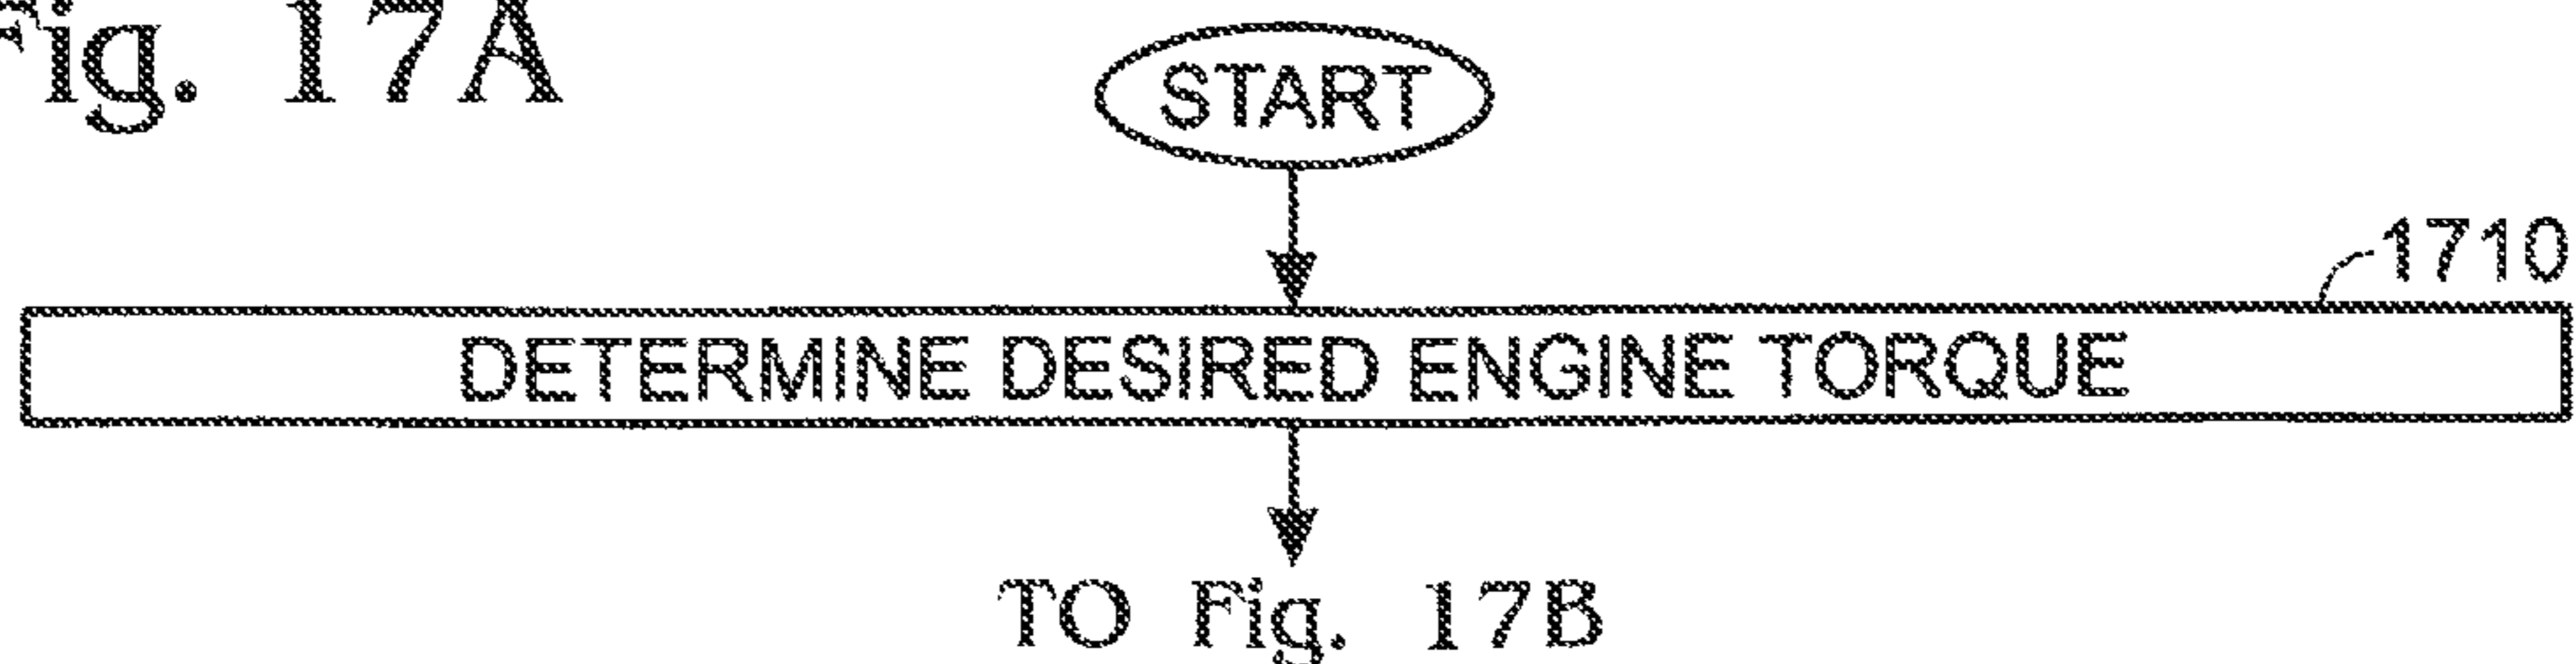 Fig. 17A
START
1710
DETERMINE DESIRED ENGINE TORQUE
TO Fig. 17B